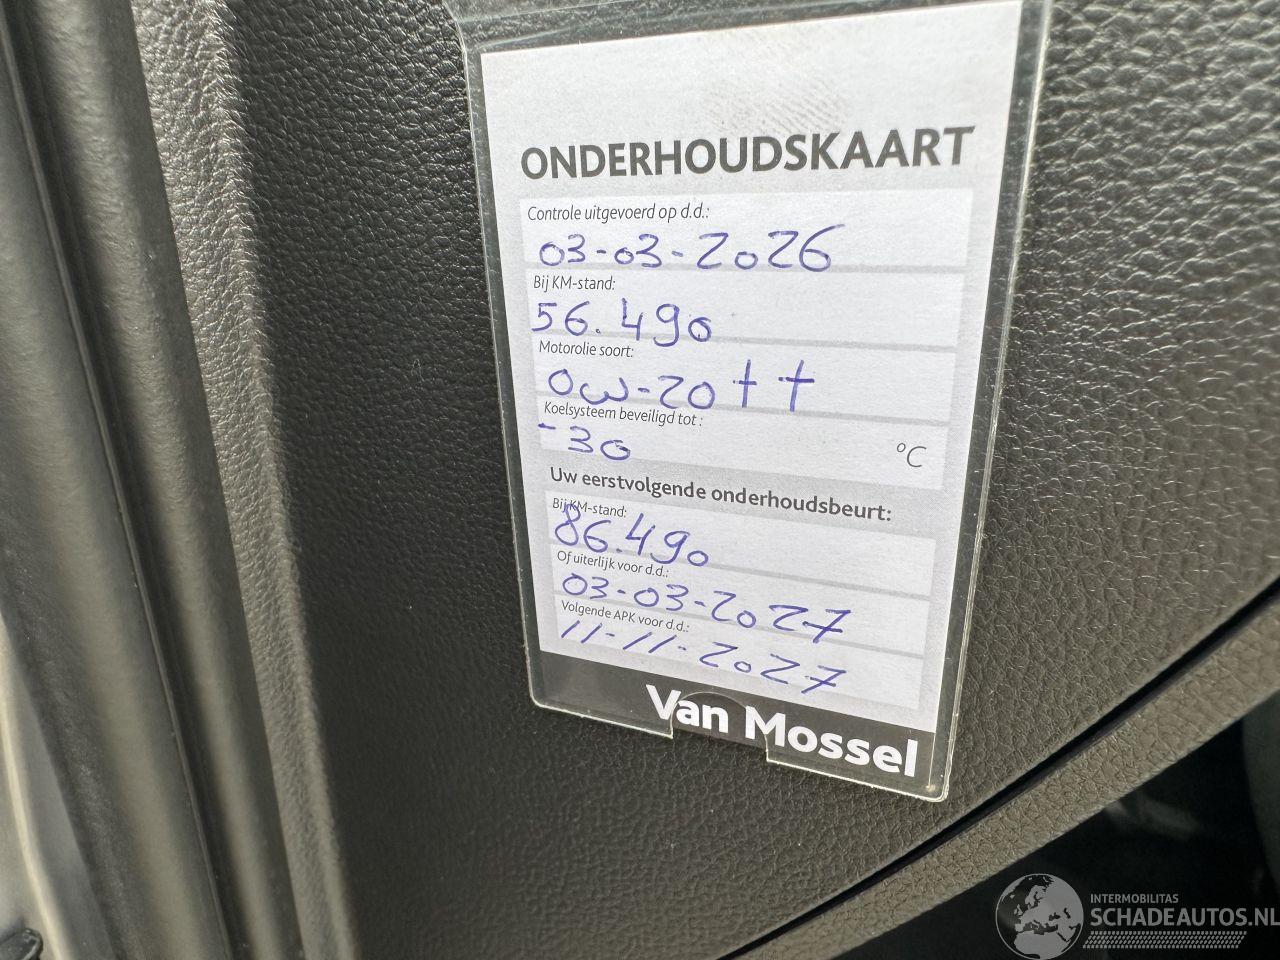 ONDERHOUDSKAART
Controle uitgevoerd op d.d.:
03-03-2026
Bij KM-stand:
56.490
Motorolie soort:
0w-20++
Koelsysteem beveiligd tot :
-30
°C
Uw eerstvolgende onderhoudsbeurt:
Bij KM-stand:
86.490
Of uiterlijk voor d.d.:
03-03-2027
Volgende APK voor d.d.:
11-11-2027
Van Mossel
INTERMOBILITAS
SCHADEAUTOS.NL